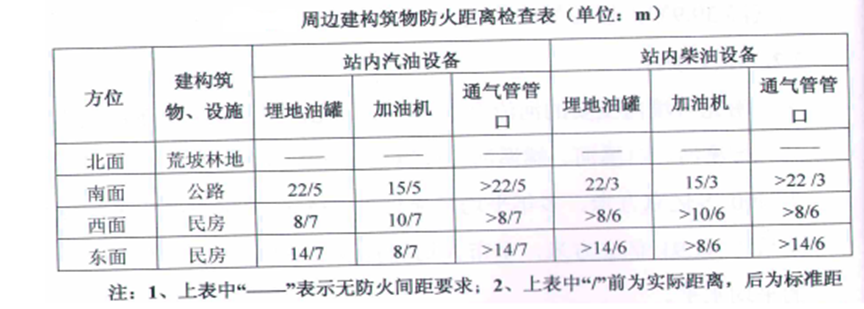 周边建构筑物防火距离检查表（单位：m）
方位 建构筑物、设施 站内汽油设备 站内柴油设备
埋地油罐 加油机 通气管管口 埋地油罐 加油机 通气管管口
北面 荒坡林地 —— —— —— —— —— ——
南面 公路 22/5 15/5 >22/5 22/3 15/3 >22 /3
西面 民房 8/7 10/7 >8/7 >8/6 >10/6 >8/6
东面 民房 14/7 8/7 >14/7 >14/6 >8/6 >14/6
注：1、上表中“——”表示无防火间距要求；2、上表中“/”前为实际距离，后为标准距